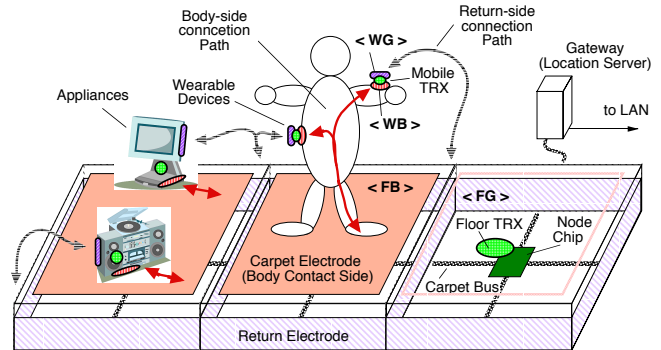 Body-side
conncetion
Path
Return-side
connection
Path
< WG >
Gateway
(Location Server)
Mobile
TRX
Wearable
Devices
Appliances
< WB >
to LAN
< FB >
< FG >
Floor TRX
Node
Chip
Carpet Electrode
(Body Contact Side)
Carpet Bus
Return Electrode